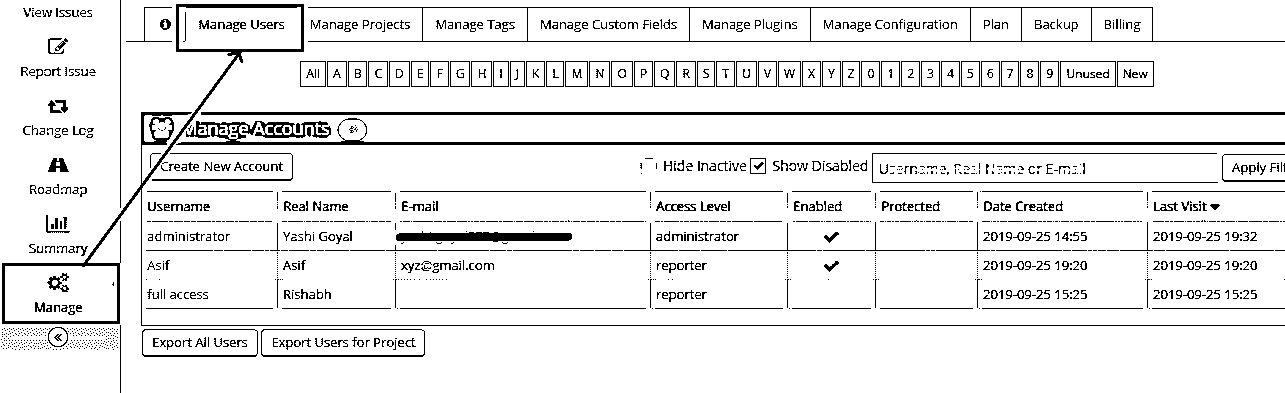 View Issues
Report Issue
Change Log
Roadmap
Summary
Manage
Manage Users Manage Projects Manage Tags Manage Custom Fields Manage Plugins Manage Configuration Plan Backup Billing
All A B C D E F G H I J K L M N O P Q R S T U V W X Y Z 0 1 2 3 4 5 6 7 8 9 Unused New
Manage Accounts
Create New Account Hide Inactive Show Disabled Username, Real Name or E-mail Apply Fil
Username Real Name E-mail Access Level Enabled Protected Date Created Last Visit
administrator Yashi Goyal administrator 2019-09-25 14:55 2019-09-25 19:32
Asif Asif xyz@gmail.com reporter 2019-09-25 19:20 2019-09-25 19:20
full access Rishabh reporter 2019-09-25 15:25 2019-09-25 15:25
Export All Users Export Users for Project